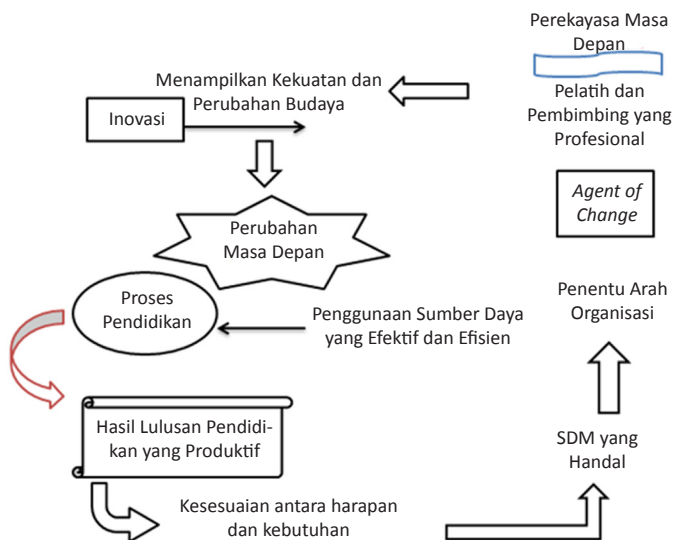 Perekayasa Masa
Depan
Menampilkan Kekuatan dan
Perubahan Budaya
Pelatih dan
Pembimbing yang
Profesional
Inovasi
Agent of
Change
Perubahan
Masa Depan
Proses
Pendidikan
Penggunaan Sumber Daya
yang Efektif dan Efisien
Penentu Arah
Organisasi
Hasil Lulusan Pendidi-
kan yang Produktif
SDM yang
Handal
Kesesuaian antara harapan
dan kebutuhan